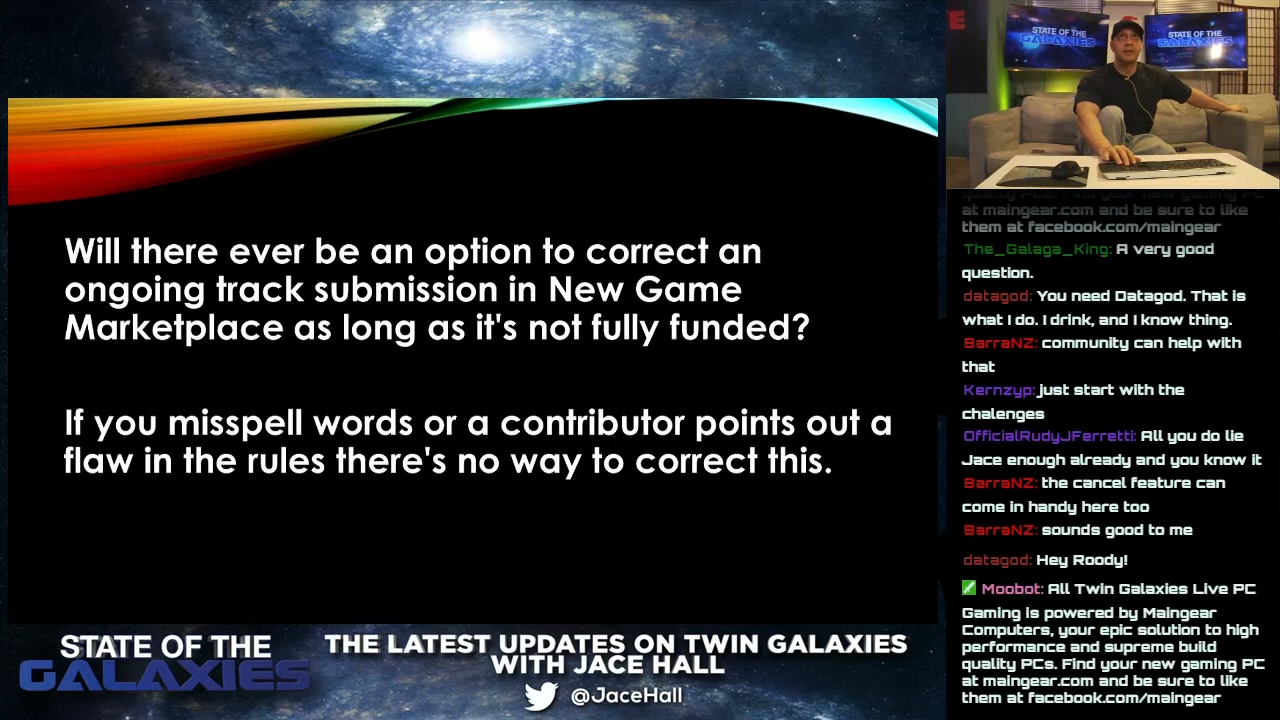 Will there ever be an option to correct an
ongoing track submission in New Game
Marketplace as long as it's not fully funded?
If you misspell words or a contributor points out a
flaw in the rules there's no way to correct this.
STATE OF THE
GALAXIES
THE LATEST UPDATES ON TWIN GALAXIES
WITH JACE HALL
@JaceHall
STATE OF THE
GALAXIES
STATE OF THE
GALAXIES
at maingear.com and be sure to like
them at facebook.com/maingear
The_Galaga_King: A very good
question.
datagod: You need Datagod. That is
what I do. I drink, and I know thing.
BarraNZ: community can help with
that
Kernzyp: just start with the
chalenges
OfficialRudyJFerretti: All you do lie
Jace enough already and you know it
BarraNZ: the cancel feature can
come in handy here too
BarraNZ: sounds good to me
datagod: Hey Roody!
Moobot: All Twin Galaxies Live PC
Gaming is powered by Maingear
Computers, your epic solution to high
performance and supreme build
quality PCs. Find your new gaming PC
at maingear.com and be sure to like
them at facebook.com/maingear